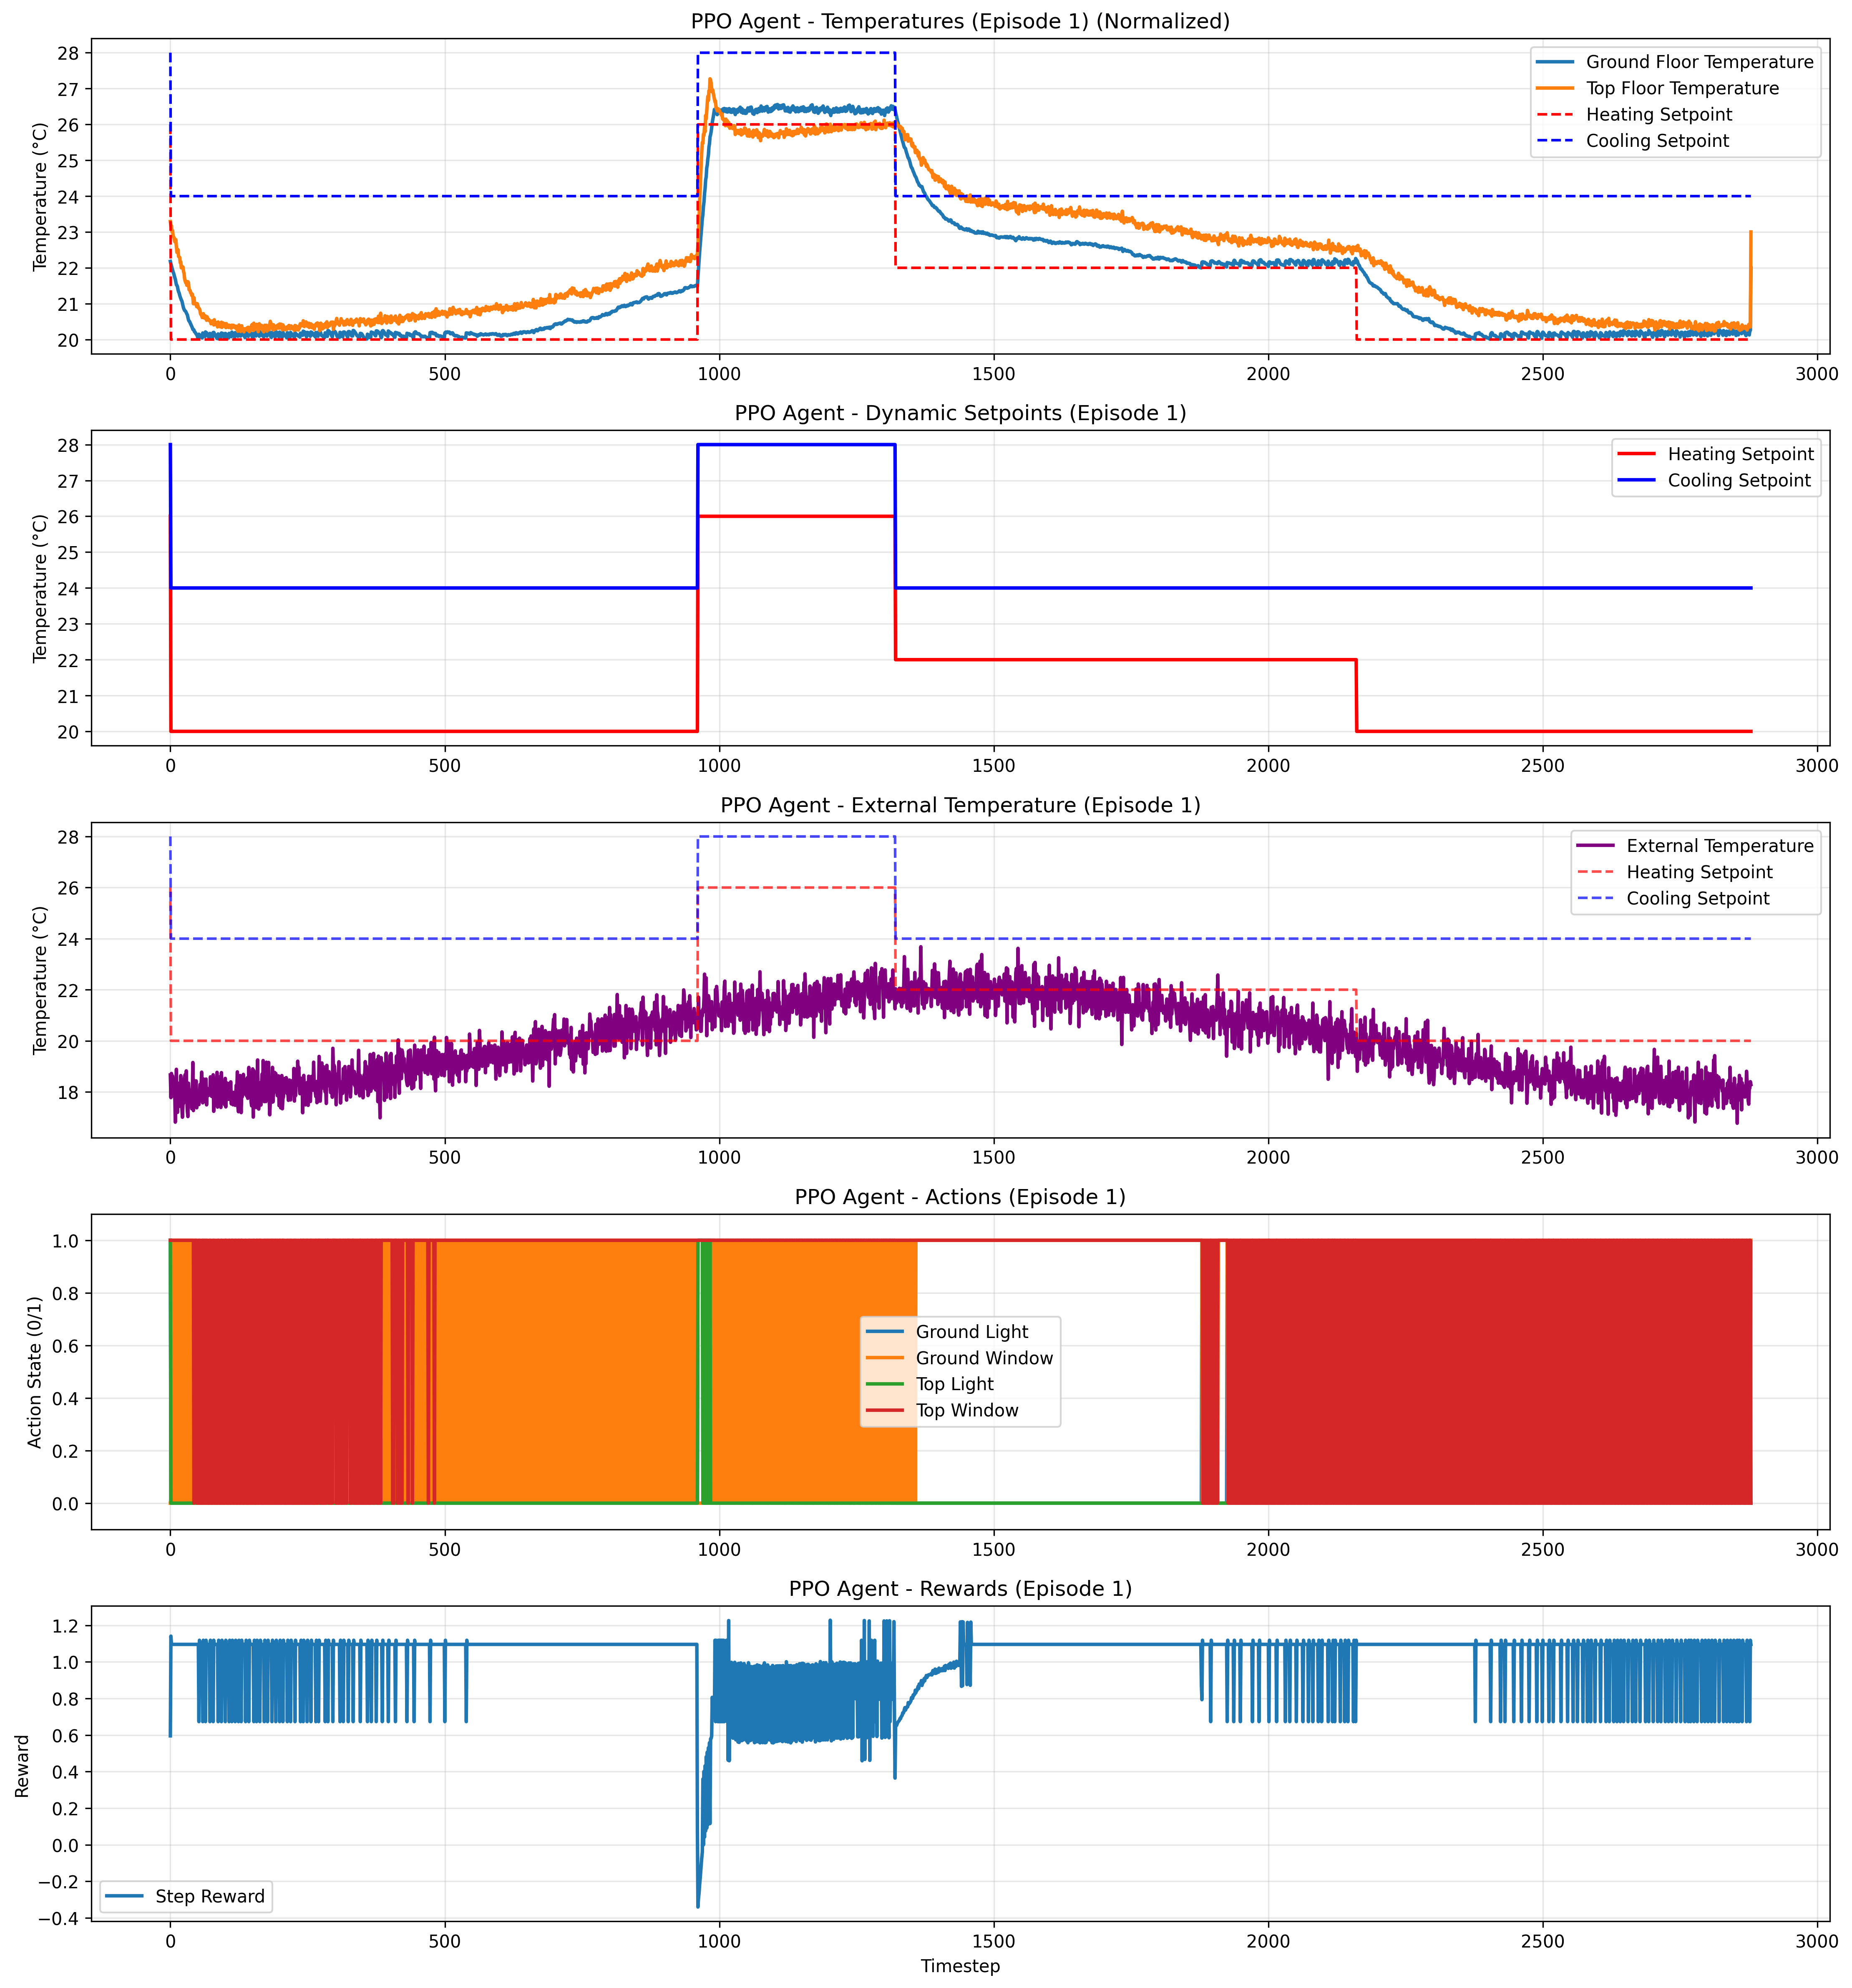 PPO Agent - Temperatures (Episode 1) (Normalized)
Temperature (°C)
28
27
26
25
24
23
22
21
20
Ground Floor Temperature
Top Floor Temperature
Heating Setpoint
Cooling Setpoint
0 500 1000 1500 2000 2500 3000
PPO Agent - Dynamic Setpoints (Episode 1)
Temperature (°C)
28
27
26
25
24
23
22
21
20
Heating Setpoint
Cooling Setpoint
0 500 1000 1500 2000 2500 3000
PPO Agent - External Temperature (Episode 1)
Temperature (°C)
28
26
24
22
20
18
External Temperature
Heating Setpoint
Cooling Setpoint
0 500 1000 1500 2000 2500 3000
PPO Agent - Actions (Episode 1)
Action State (0/1)
1.0
0.8
0.6
0.4
0.2
0.0
Ground Light
Ground Window
Top Light
Top Window
0 500 1000 1500 2000 2500 3000
PPO Agent - Rewards (Episode 1)
Reward
1.2
1.0
0.8
0.6
0.4
0.2
0.0
−0.2
−0.4
Step Reward
0 500 1000 1500 2000 2500 3000
Timestep